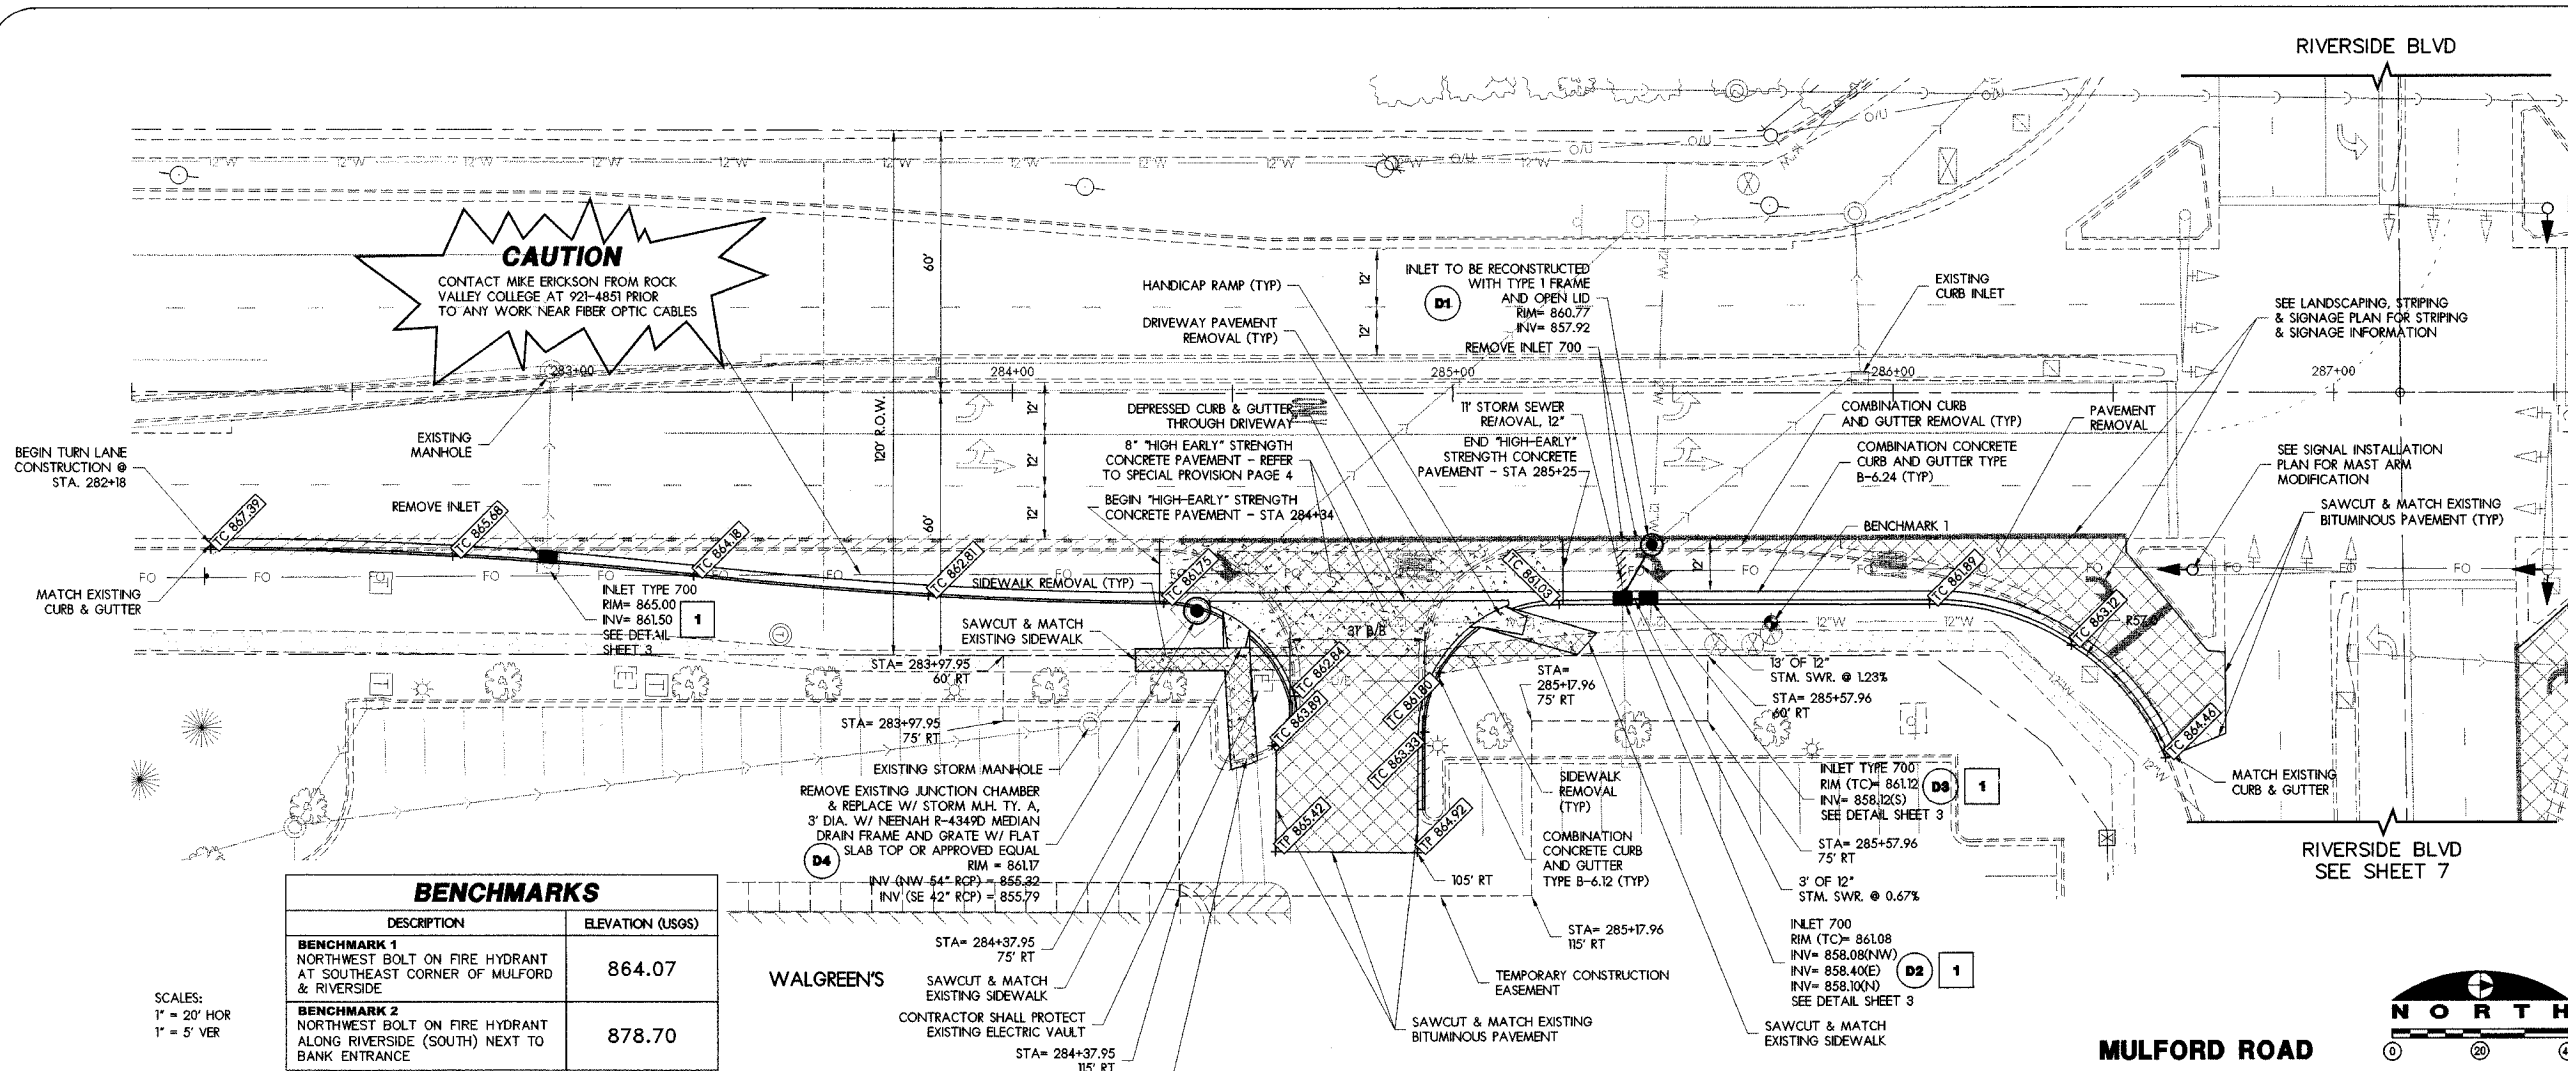 RIVERSIDE BLVD
CAUTION
CONTACT MIKE ERICKSON FROM ROCK
VALLEY COLLEGE AT 921-4851 PRIOR
TO ANY WORK NEAR FIBER OPTIC CABLES
60'
120' R.O.W.
60'
HANDICAP RAMP (TYP)
DRIVEWAY PAVEMENT
REMOVAL (TYP)
12'
12'
INLET TO BE RECONSTRUCTED
WITH TYPE 1 FRAME
AND OPEN LID
RIM= 860.77
INV= 857.92
D1
REMOVE INLET 700
EXISTING
CURB INLET
SEE LANDSCAPING, STRIPING
& SIGNAGE PLAN FOR STRIPING
& SIGNAGE INFORMATION
283+00
284+00
285+00
286+00
287+00
BEGIN TURN LANE
CONSTRUCTION @
STA. 282+18
EXISTING
MANHOLE
REMOVE INLET
DEPRESSED CURB & GUTTER
THROUGH DRIVEWAY
8" "HIGH EARLY" STRENGTH
CONCRETE PAVEMENT - REFER
TO SPECIAL PROVISION PAGE 4
BEGIN "HIGH-EARLY" STRENGTH
CONCRETE PAVEMENT - STA 284+34
12'
12'
12'
11' STORM SEWER
REMOVAL, 12"
END "HIGH-EARLY"
STRENGTH CONCRETE
PAVEMENT - STA 285+25
COMBINATION CURB
AND GUTTER REMOVAL (TYP)
COMBINATION CONCRETE
CURB AND GUTTER TYPE
B-6.24 (TYP)
PAVEMENT
REMOVAL
SEE SIGNAL INSTALLATION
PLAN FOR MAST ARM
MODIFICATION
SAWCUT & MATCH EXISTING
BITUMINOUS PAVEMENT (TYP)
BENCHMARK 1
TC 867.39
TC 865.68
TC 864.18
TC 862.81
TC 861.75
TC 861.03
TC 861.89
TC 863.12
TC 864.46
12'
MATCH EXISTING
CURB & GUTTER
INLET TYPE 700
RIM= 865.00
INV= 861.50
SEE DETAIL
SHEET 3
1
SIDEWALK REMOVAL (TYP)
SAWCUT & MATCH
EXISTING SIDEWALK
31' B/B
TC 862.84
TC 863.89
TC 861.80
TC 863.33
TP 865.42
TP 864.92
STA= 283+97.95
60' RT
STA= 283+97.95
75' RT
EXISTING STORM MANHOLE
REMOVE EXISTING JUNCTION CHAMBER
& REPLACE W/ STORM M.H. TY. A,
3' DIA. W/ NEENAH R-4349D MEDIAN
DRAIN FRAME AND GRATE W/ FLAT
SLAB TOP OR APPROVED EQUAL
RIM = 861.17
INV (NW 54" RCP) = 855.32
INV (SE 42" RCP) = 855.79
D4
STA=
285+17.96
75' RT
13' OF 12"
STM. SWR. @ 1.23%
STA= 285+57.96
60' RT
INLET TYPE 700
RIM (TC)= 861.12
INV= 858.12(S)
SEE DETAIL SHEET 3
D3
1
STA= 285+57.96
75' RT
3' OF 12"
STM. SWR. @ 0.67%
INLET 700
RIM (TC)= 861.08
INV= 858.08(NW)
INV= 858.40(E)
INV= 858.10(N)
SEE DETAIL SHEET 3
D2
1
SIDEWALK
REMOVAL
(TYP)
COMBINATION
CONCRETE CURB
AND GUTTER
TYPE B-6.12 (TYP)
105' RT
STA= 285+17.96
115' RT
TEMPORARY CONSTRUCTION
EASEMENT
SAWCUT & MATCH EXISTING
BITUMINOUS PAVEMENT
SAWCUT & MATCH
EXISTING SIDEWALK
MATCH EXISTING
CURB & GUTTER
RIVERSIDE BLVD
SEE SHEET 7
STA= 284+37.95
75' RT
WALGREEN'S
SAWCUT & MATCH
EXISTING SIDEWALK
CONTRACTOR SHALL PROTECT
EXISTING ELECTRIC VAULT
STA= 284+37.95
115' RT
BENCHMARKS
DESCRIPTION ELEVATION (USGS)
BENCHMARK 1
NORTHWEST BOLT ON FIRE HYDRANT
AT SOUTHEAST CORNER OF MULFORD
& RIVERSIDE
864.07
BENCHMARK 2
NORTHWEST BOLT ON FIRE HYDRANT
ALONG RIVERSIDE (SOUTH) NEXT TO
BANK ENTRANCE
878.70
SCALES:
1" = 20' HOR
1" = 5' VER
MULFORD ROAD
NORTH
0 20